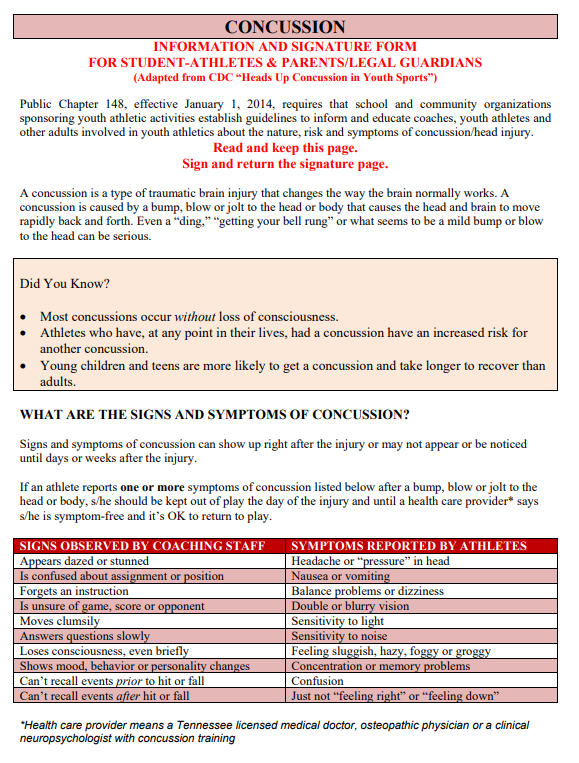 CONCUSSION
INFORMATION AND SIGNATURE FORM
FOR STUDENT-ATHLETES & PARENTS/LEGAL GUARDIANS
(Adapted from CDC “Heads Up Concussion in Youth Sports”)
Public Chapter 148, effective January 1, 2014, requires that school and community organizations
sponsoring youth athletic activities establish guidelines to inform and educate coaches, youth athletes and
other adults involved in youth athletics about the nature, risk and symptoms of concussion/head injury.
Read and keep this page.
Sign and return the signature page.
A concussion is a type of traumatic brain injury that changes the way the brain normally works. A
concussion is caused by a bump, blow or jolt to the head or body that causes the head and brain to move
rapidly back and forth. Even a “ding,” “getting your bell rung” or what seems to be a mild bump or blow
to the head can be serious.
Did You Know?
• Most concussions occur without loss of consciousness.
• Athletes who have, at any point in their lives, had a concussion have an increased risk for
another concussion.
• Young children and teens are more likely to get a concussion and take longer to recover than
adults.
WHAT ARE THE SIGNS AND SYMPTOMS OF CONCUSSION?
Signs and symptoms of concussion can show up right after the injury or may not appear or be noticed
until days or weeks after the injury.
If an athlete reports one or more symptoms of concussion listed below after a bump, blow or jolt to the
head or body, s/he should be kept out of play the day of the injury and until a health care provider* says
s/he is symptom-free and it’s OK to return to play.
SIGNS OBSERVED BY COACHING STAFF SYMPTOMS REPORTED BY ATHLETES
Appears dazed or stunned Headache or “pressure” in head
Is confused about assignment or position Nausea or vomiting
Forgets an instruction Balance problems or dizziness
Is unsure of game, score or opponent Double or blurry vision
Moves clumsily Sensitivity to light
Answers questions slowly Sensitivity to noise
Loses consciousness, even briefly Feeling sluggish, hazy, foggy or groggy
Shows mood, behavior or personality changes Concentration or memory problems
Can’t recall events prior to hit or fall Confusion
Can’t recall events after hit or fall Just not “feeling right” or “feeling down”
*Health care provider means a Tennessee licensed medical doctor, osteopathic physician or a clinical
neuropsychologist with concussion training